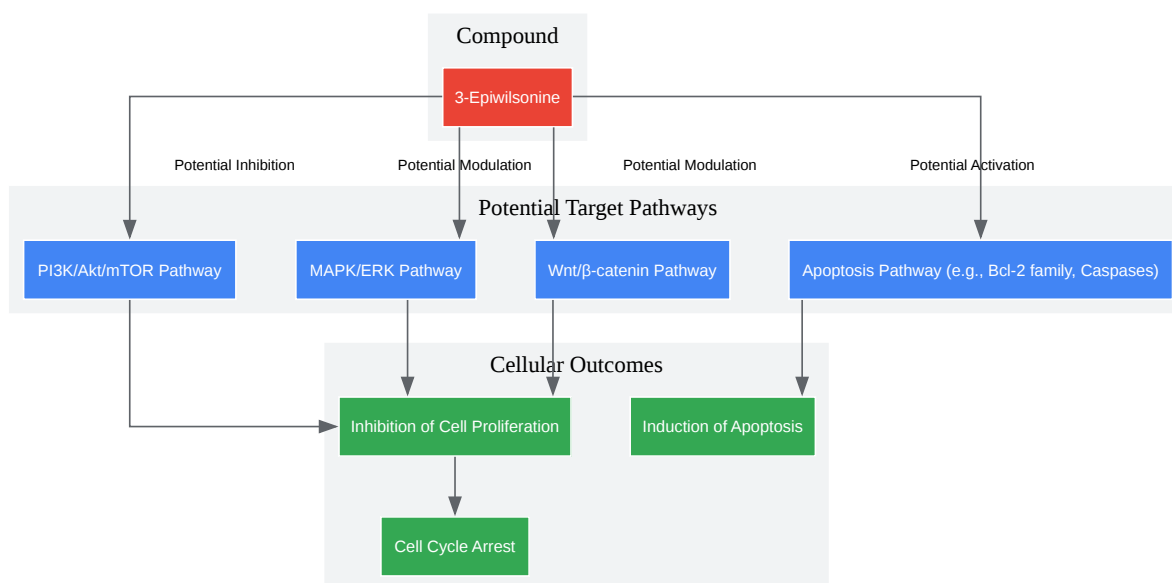 Compound
3-Epiwilsonine
Potential Inhibition
Potential Modulation
Potential Modulation
Potential Activation
Potential Target Pathways
PI3K/Akt/mTOR Pathway
MAPK/ERK Pathway
Wnt/β-catenin Pathway
Apoptosis Pathway (e.g., Bcl-2 family, Caspases)
Cellular Outcomes
Inhibition of Cell Proliferation
Induction of Apoptosis
Cell Cycle Arrest